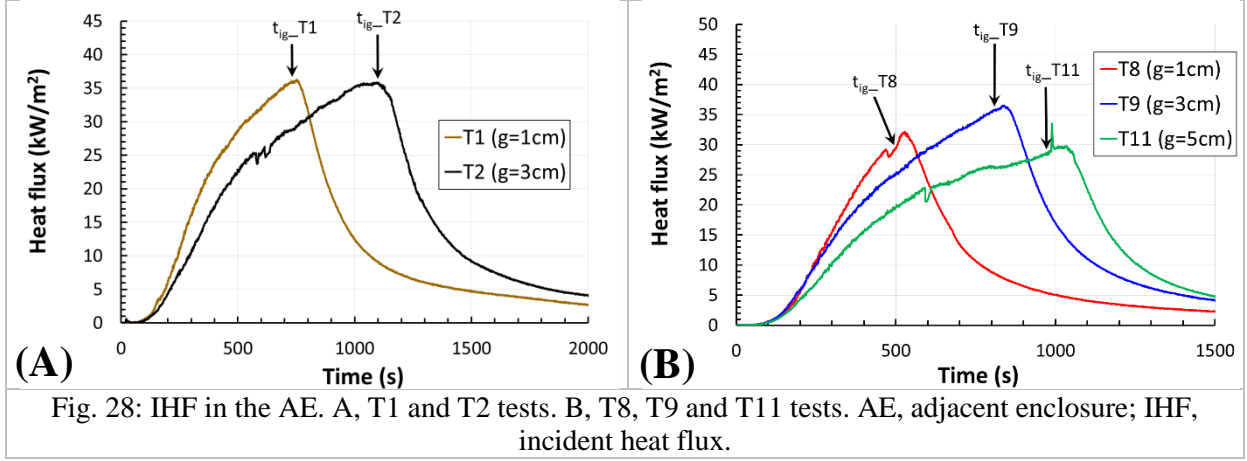 45
40
35
30
25
20
15
10
5
0
Heat flux (kW/m²)
0 500 1000 1500 2000
Time (s)
t_ig_T1
t_ig_T2
T1 (g=1cm)
T2 (g=3cm)
(A)
50
45
40
35
30
25
20
15
10
5
0
Heat flux (kW/m²)
0 500 1000 1500
Time (s)
t_ig_T8
t_ig_T9
t_ig_T11
T8 (g=1cm)
T9 (g=3cm)
T11 (g=5cm)
(B)
Fig. 28: IHF in the AE. A, T1 and T2 tests. B, T8, T9 and T11 tests. AE, adjacent enclosure; IHF,
incident heat flux.